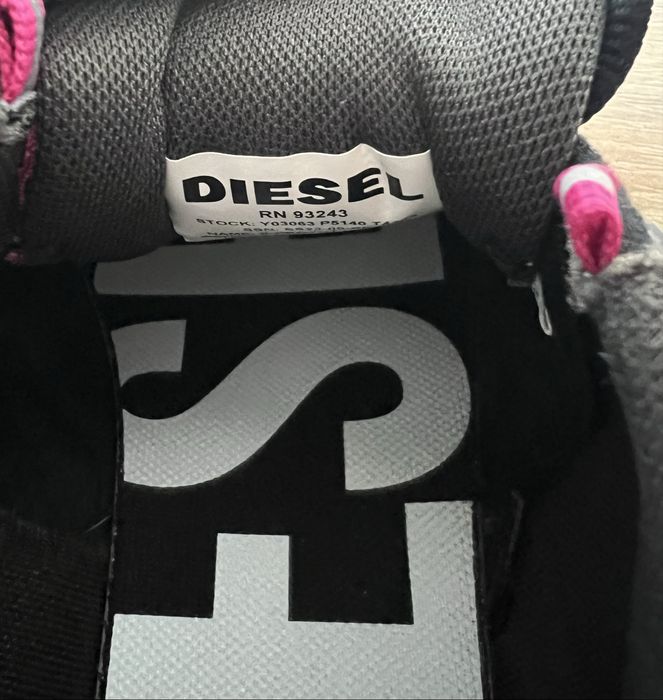 DIESEL
RN 93243
STOCK: Y03063 P5140
S
E